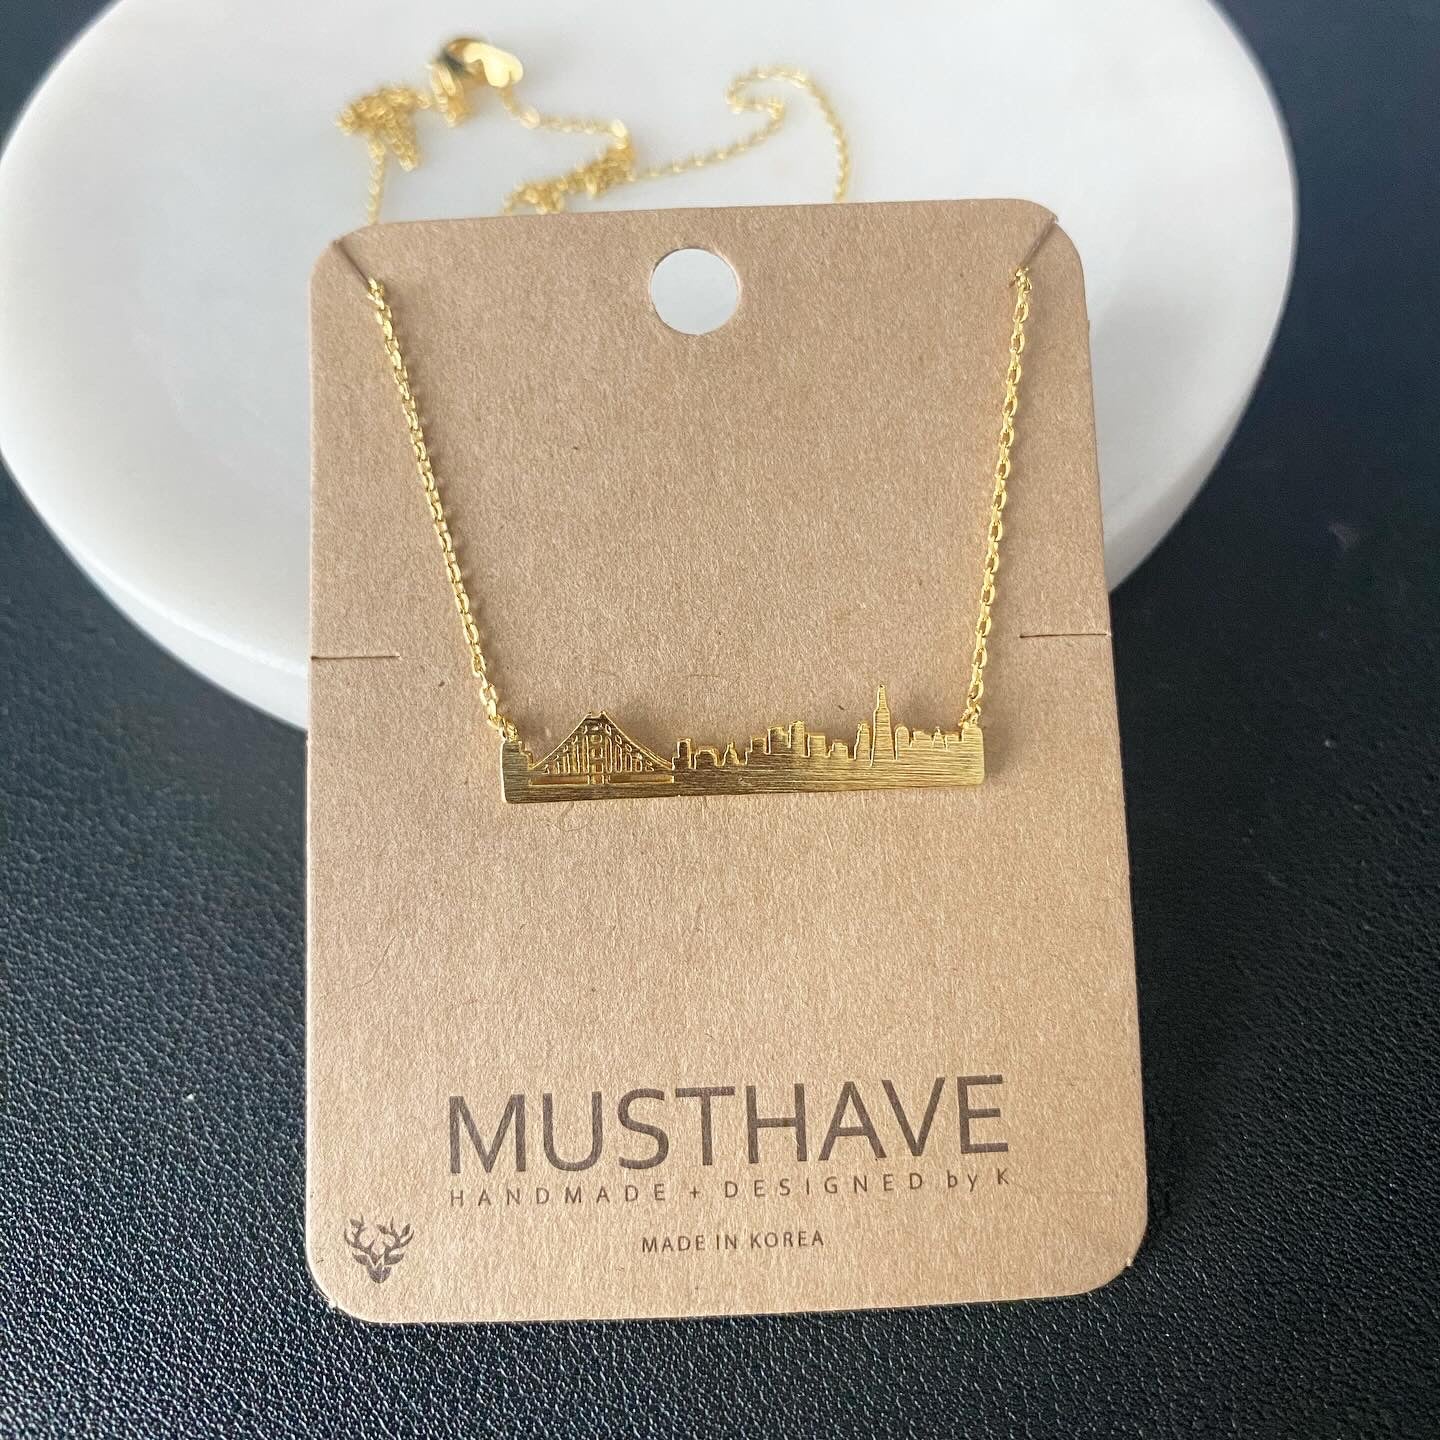 MUSTHAVE
HANDMADE + DESIGNED by K
MADE IN KOREA